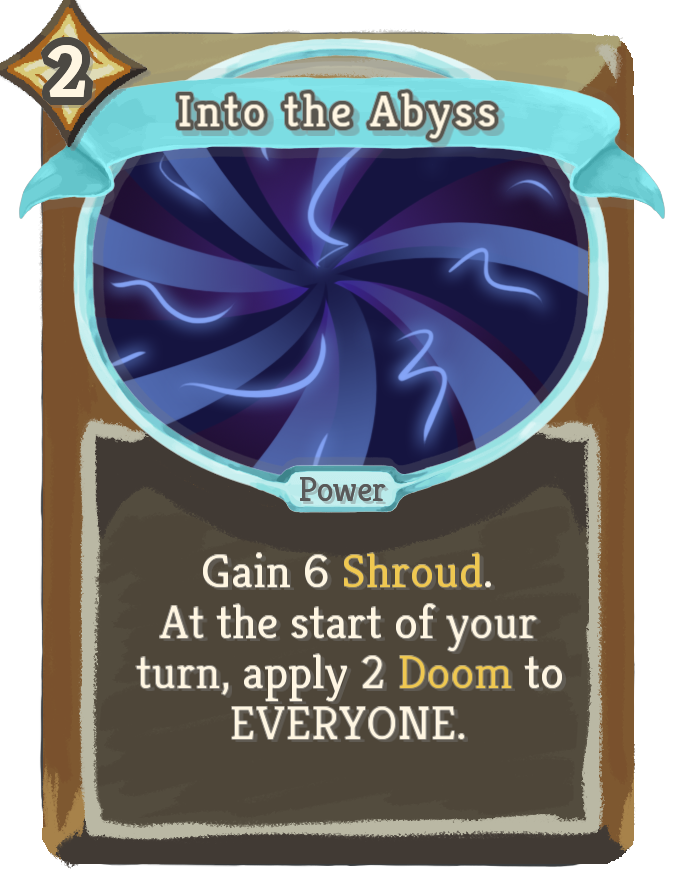 2
Into the Abyss
Power
Gain 6 Shroud.
At the start of your
turn, apply 2 Doom to
EVERYONE.